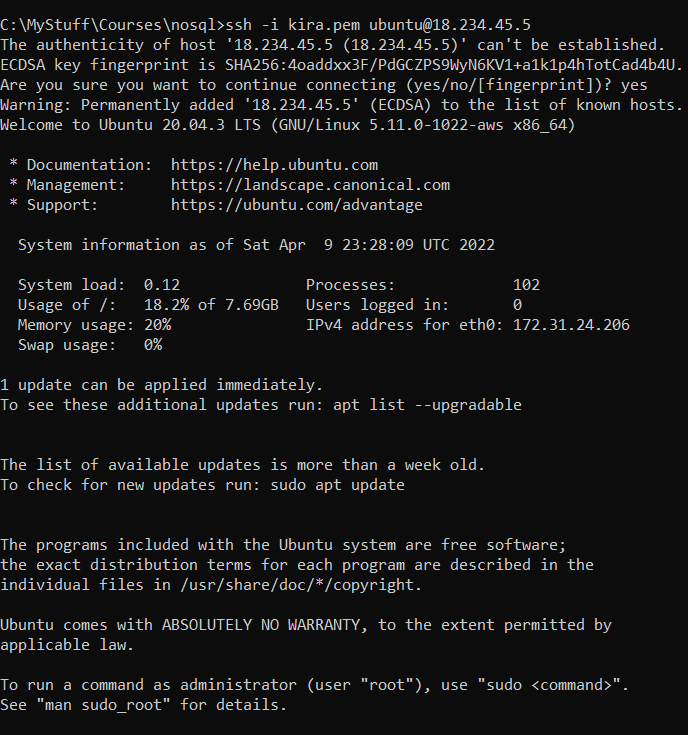 C:\MyStuff\Courses\nosql>ssh -i kira.pem ubuntu@18.234.45.5
The authenticity of host '18.234.45.5 (18.234.45.5)' can't be established.
ECDSA key fingerprint is SHA256:4oaddxx3F/PdGCZPS9WyN6KV1+a1k1p4hTotCad4b4U.
Are you sure you want to continue connecting (yes/no/[fingerprint])? yes
Warning: Permanently added '18.234.45.5' (ECDSA) to the list of known hosts.
Welcome to Ubuntu 20.04.3 LTS (GNU/Linux 5.11.0-1022-aws x86_64)

 * Documentation:  https://help.ubuntu.com
 * Management:     https://landscape.canonical.com
 * Support:        https://ubuntu.com/advantage

  System information as of Sat Apr  9 23:28:09 UTC 2022

  System load:  0.12              Processes:             102
  Usage of /:   18.2% of 7.69GB   Users logged in:       0
  Memory usage: 20%               IPv4 address for eth0: 172.31.24.206
  Swap usage:   0%

1 update can be applied immediately.
To see these additional updates run: apt list --upgradable

The list of available updates is more than a week old.
To check for new updates run: sudo apt update

The programs included with the Ubuntu system are free software;
the exact distribution terms for each program are described in the
individual files in /usr/share/doc/*/copyright.

Ubuntu comes with ABSOLUTELY NO WARRANTY, to the extent permitted by
applicable law.

To run a command as administrator (user "root"), use "sudo <command>".
See "man sudo_root" for details.